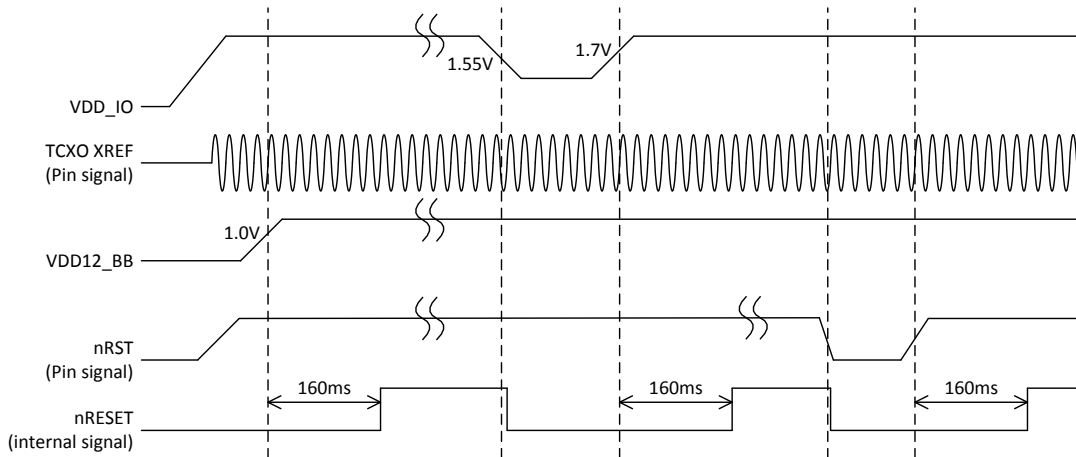 1.55V
1.7V
VDD_IO
TCXO XREF
(Pin signal)
1.0V
VDD12_BB
nRST
(Pin signal)
160ms
160ms
160ms
nRESET
(internal signal)